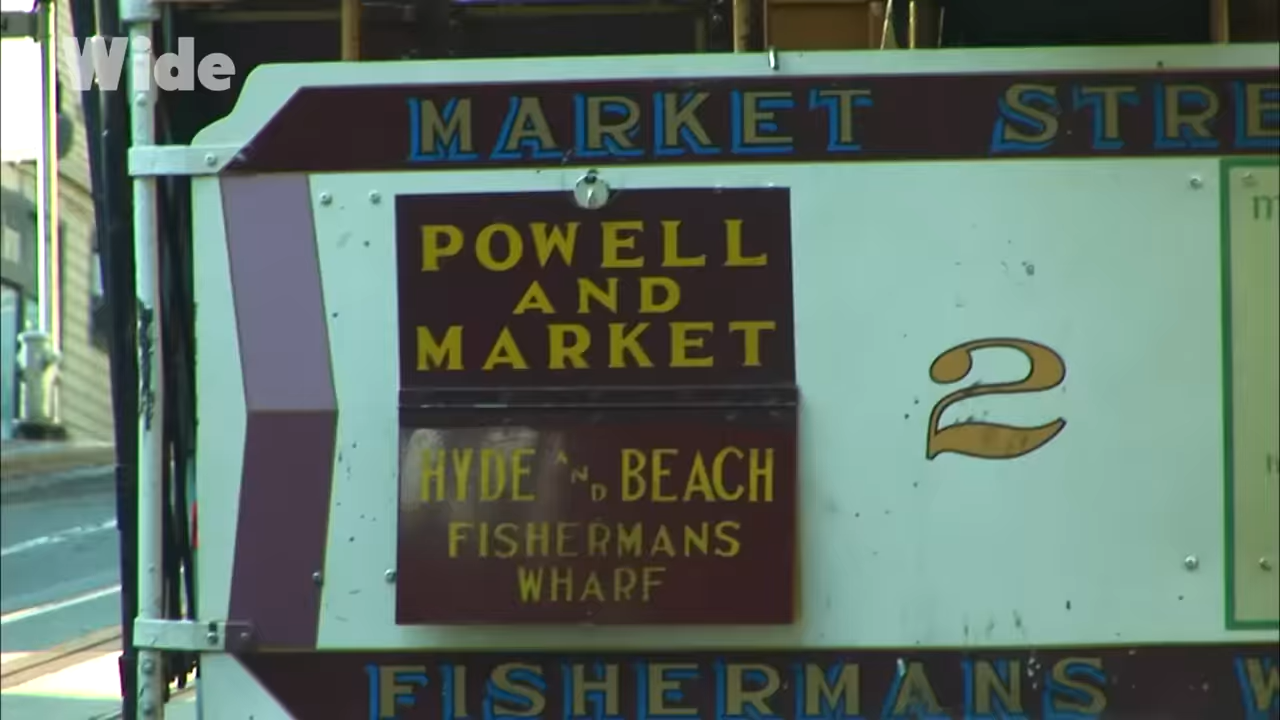 Wide
MARKET STRE
POWELL
AND
MARKET
2
HYDE AND BEACH
FISHERMANS
WHARF
FISHERMANS W